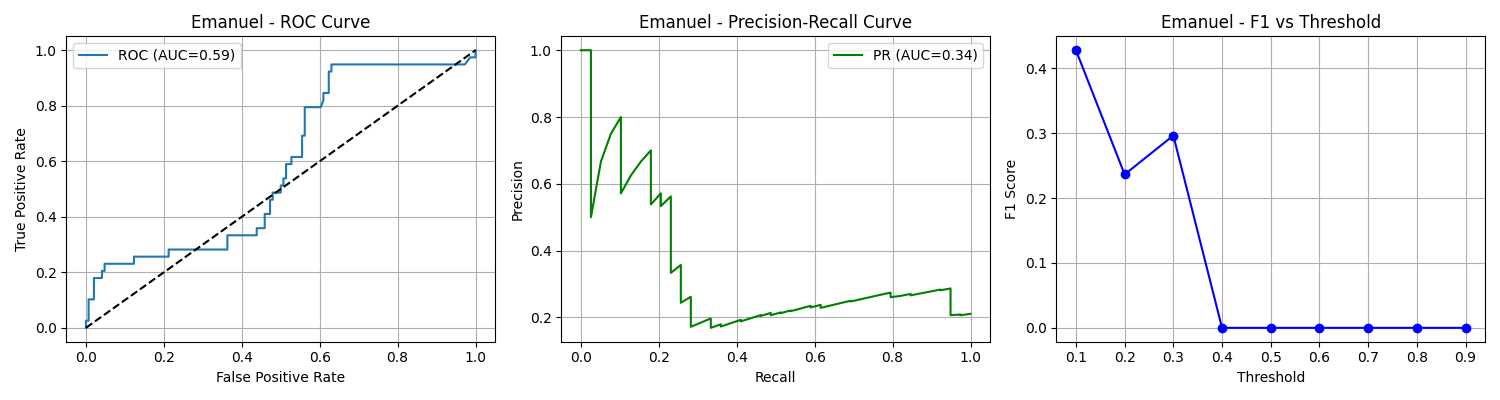 Emanuel - ROC Curve
ROC (AUC=0.59)
1.0
0.8
0.6
0.4
0.2
0.0
True Positive Rate
0.0 0.2 0.4 0.6 0.8 1.0
False Positive Rate
Emanuel - Precision-Recall Curve
PR (AUC=0.34)
1.0
0.8
0.6
0.4
0.2
Precision
0.0 0.2 0.4 0.6 0.8 1.0
Recall
Emanuel - F1 vs Threshold
0.4
0.3
0.2
0.1
0.0
F1 Score
0.1 0.2 0.3 0.4 0.5 0.6 0.7 0.8 0.9
Threshold